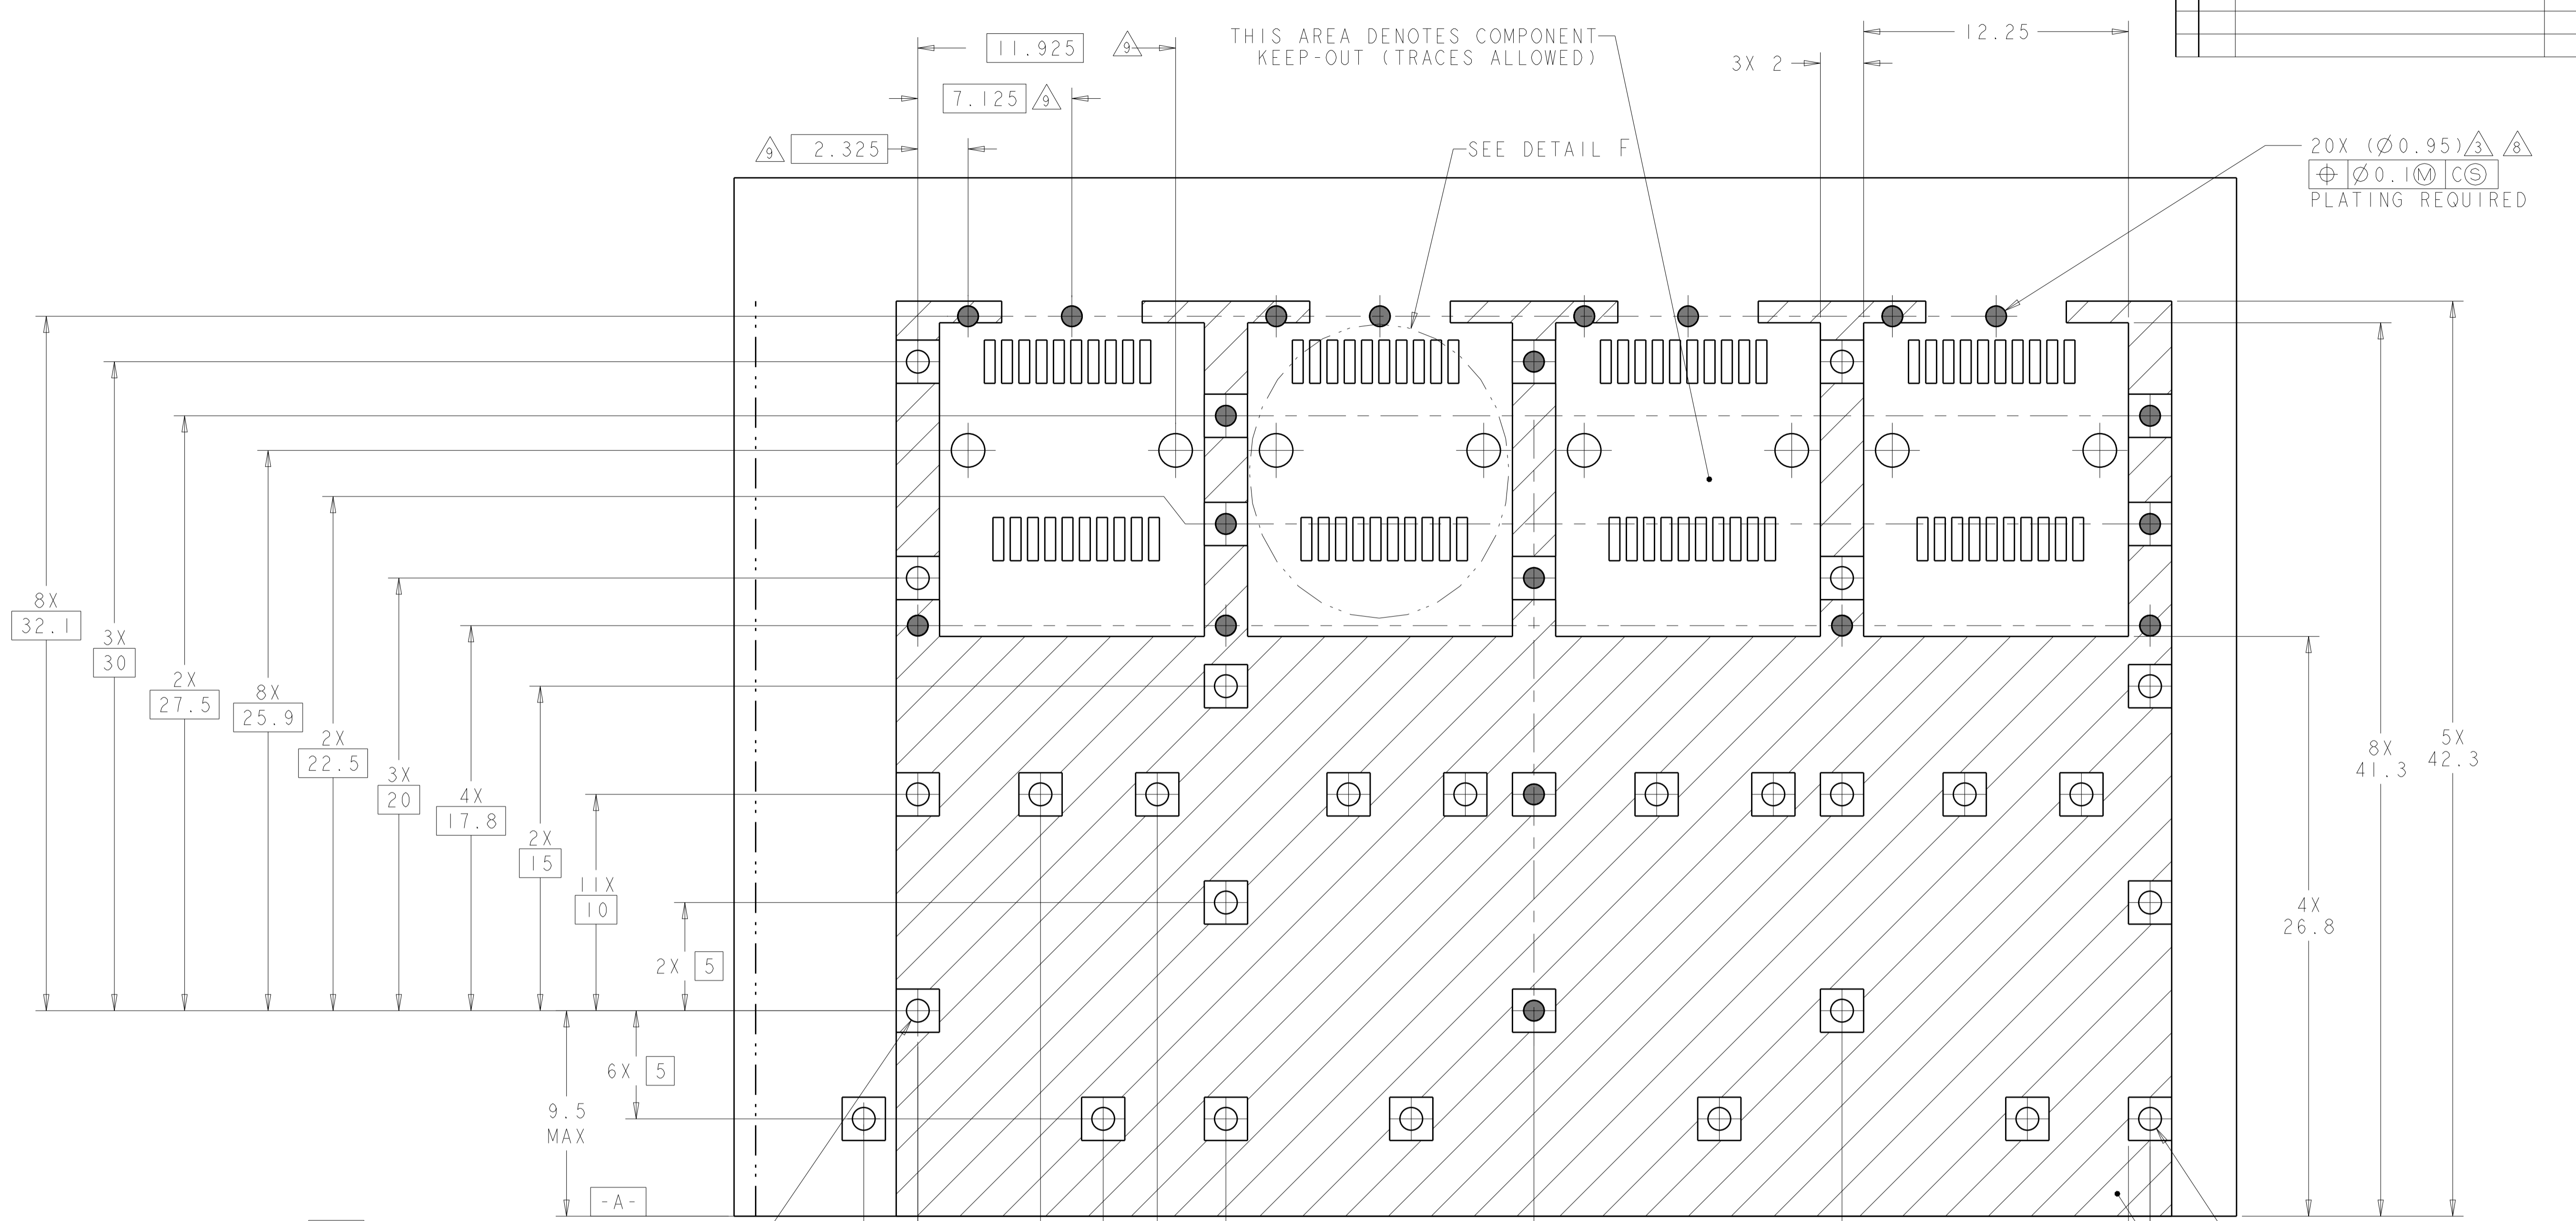 11.925 9
THIS AREA DENOTES COMPONENT
KEEP-OUT (TRACES ALLOWED)
12.25
3X 2
7.125 9
9 2.325
SEE DETAIL F
20X (Ø0.95) 3 8
⌖ Ø0.1Ⓜ CⓈ
PLATING REQUIRED
8X
32.1
3X
30
2X
27.5
8X
25.9
2X
22.5
3X
20
4X
17.8
2X
15
11X
10
2X 5
6X 5
9.5
MAX
-A-
5X
42.3
8X
41.3
4X
26.8